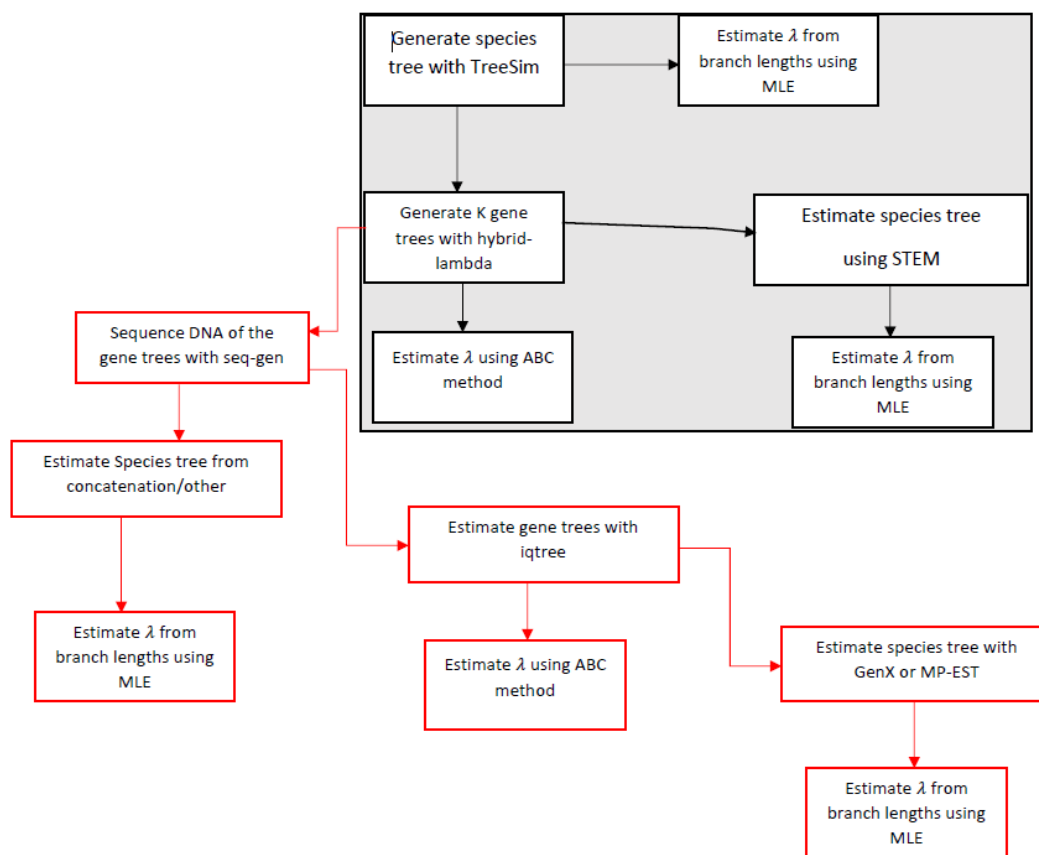 Generate species
tree with TreeSim
Estimate λ from
branch lengths using
MLE
Generate K gene
trees with hybrid-
lambda
Estimate species tree
using STEM
Estimate λ using ABC
method
Estimate λ from
branch lengths using
MLE
Sequence DNA of the
gene trees with seq-gen
Estimate Species tree from
concatenation/other
Estimate gene trees with
iqtree
Estimate λ from
branch lengths using
MLE
Estimate λ using ABC
method
Estimate species tree with
GenX or MP-EST
Estimate λ from
branch lengths using
MLE